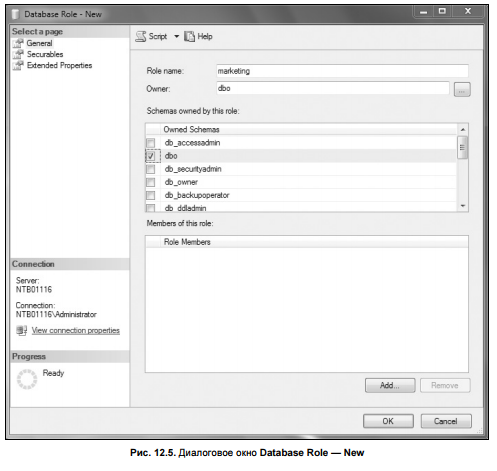 Database Role - New
Select a page
General
Securables
Extended Properties
Script Help
Role name: marketing
Owner: dbo ...
Schemas owned by this role:
Owned Schemas
db_accessadmin
dbo
db_securityadmin
db_owner
db_backupoperator
db_ddladmin
Members of this role:
Role Members
Connection
Server:
NTB01116
Connection:
NTB01116\Administrator
View connection properties
Progress
Ready
Add... Remove
OK Cancel
Рис. 12.5. Диалоговое окно Database Role — New